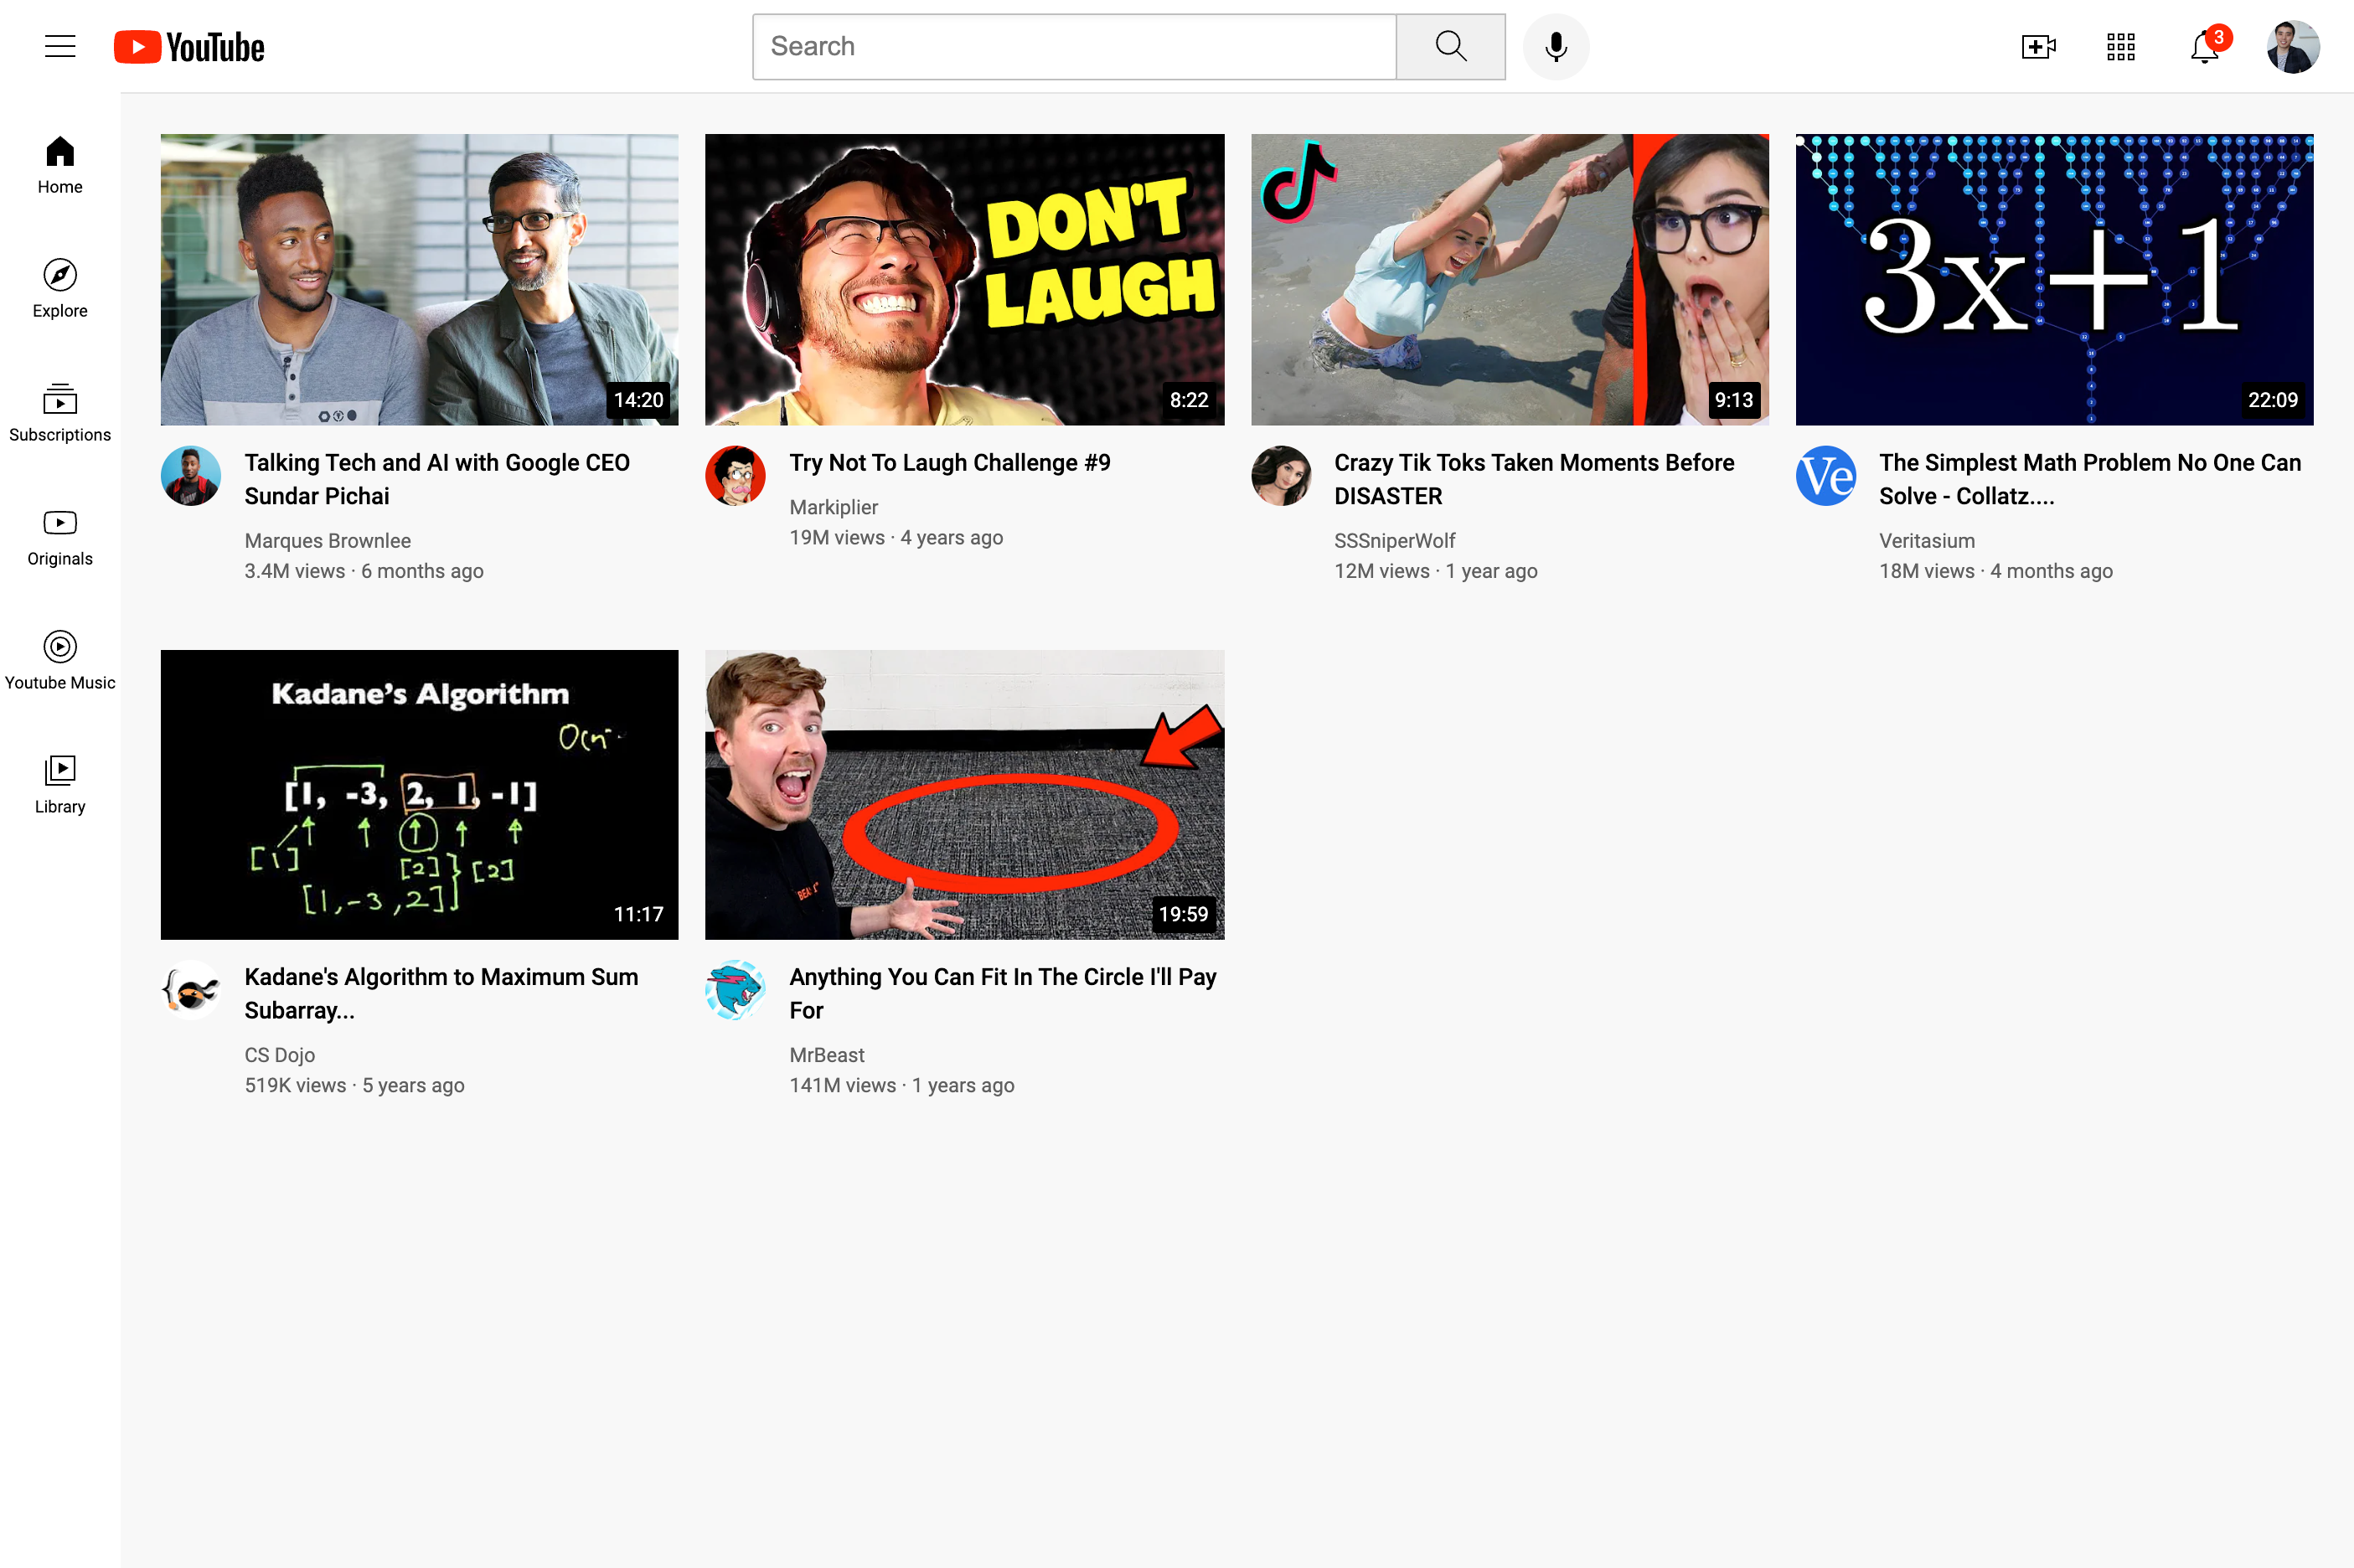 YouTube
Search
3
Home
Explore
Subscriptions
Originals
Youtube Music
Library
DON'T
LAUGH
3x+1
14:20
8:22
9:13
22:09
Talking Tech and AI with Google CEO
Sundar Pichai
Marques Brownlee
3.4M views · 6 months ago
Try Not To Laugh Challenge #9
Markiplier
19M views · 4 years ago
Crazy Tik Toks Taken Moments Before
DISASTER
SSSniperWolf
12M views · 1 year ago
Ve
The Simplest Math Problem No One Can
Solve - Collatz....
Veritasium
18M views · 4 months ago
Kadane's Algorithm
[1, -3, 2, 1, -1]
[1]
[2]
[2]
[1,-3,2]
11:17
19:59
Kadane's Algorithm to Maximum Sum
Subarray...
CS Dojo
519K views · 5 years ago
Anything You Can Fit In The Circle I'll Pay
For
MrBeast
141M views · 1 years ago